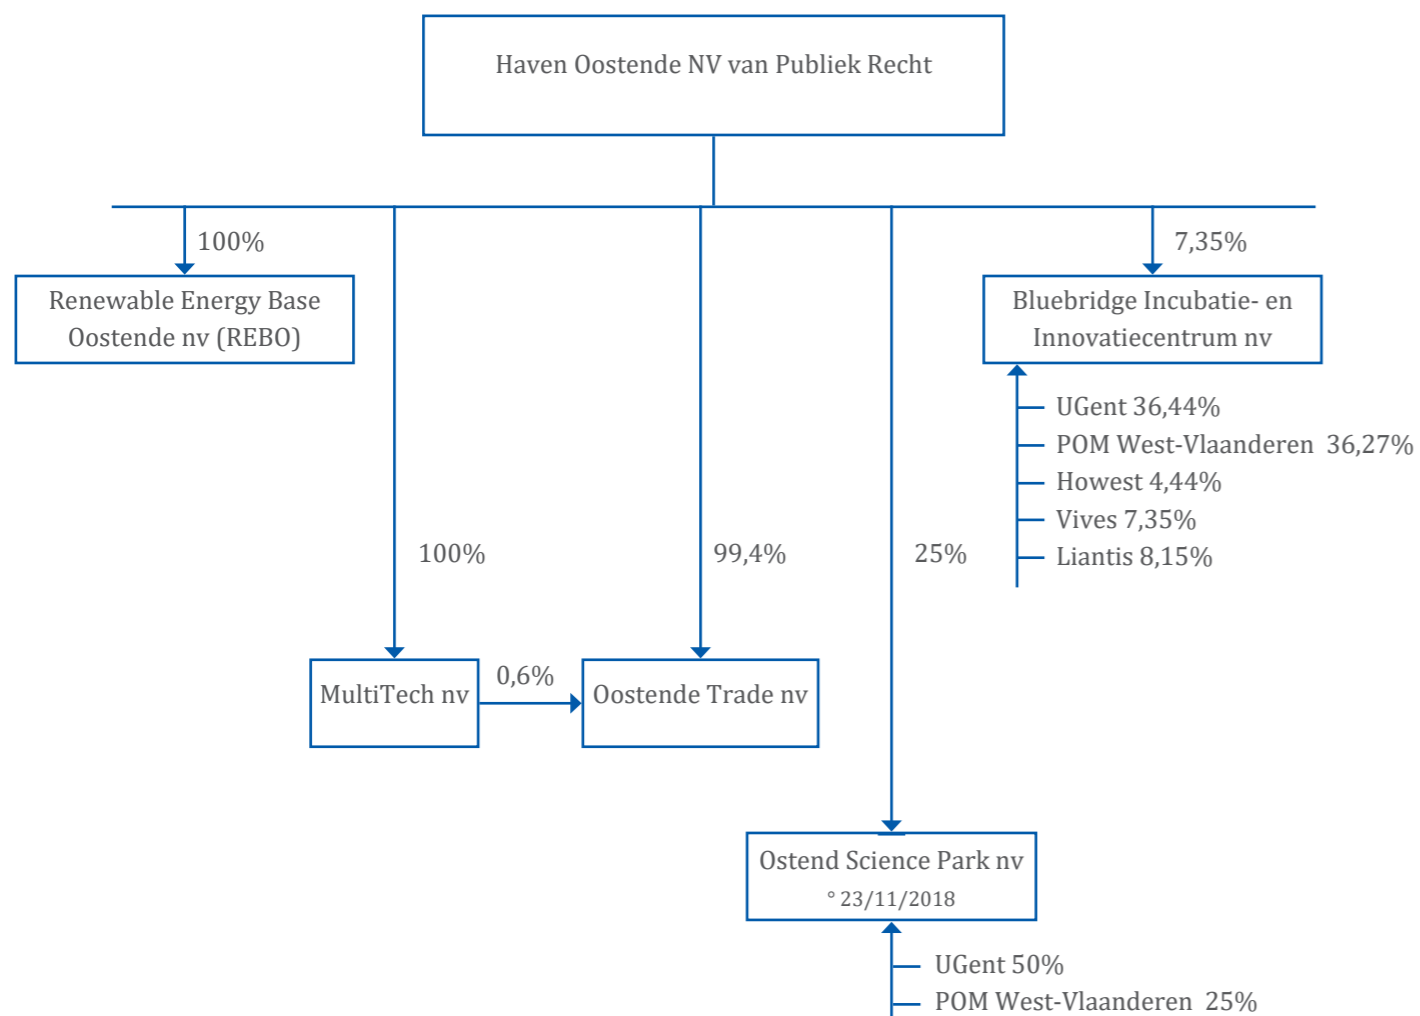 Haven Oostende NV van Publiek Recht
100%
7,35%
Renewable Energy Base
Oostende nv (REBO)
Bluebridge Incubatie- en
Innovatiecentrum nv
UGent 36,44%
POM West-Vlaanderen 36,27%
Howest 4,44%
Vives 7,35%
Liantis 8,15%
100%
99,4%
25%
MultiTech nv
0,6%
Oostende Trade nv
Ostend Science Park nv
° 23/11/2018
UGent 50%
POM West-Vlaanderen 25%